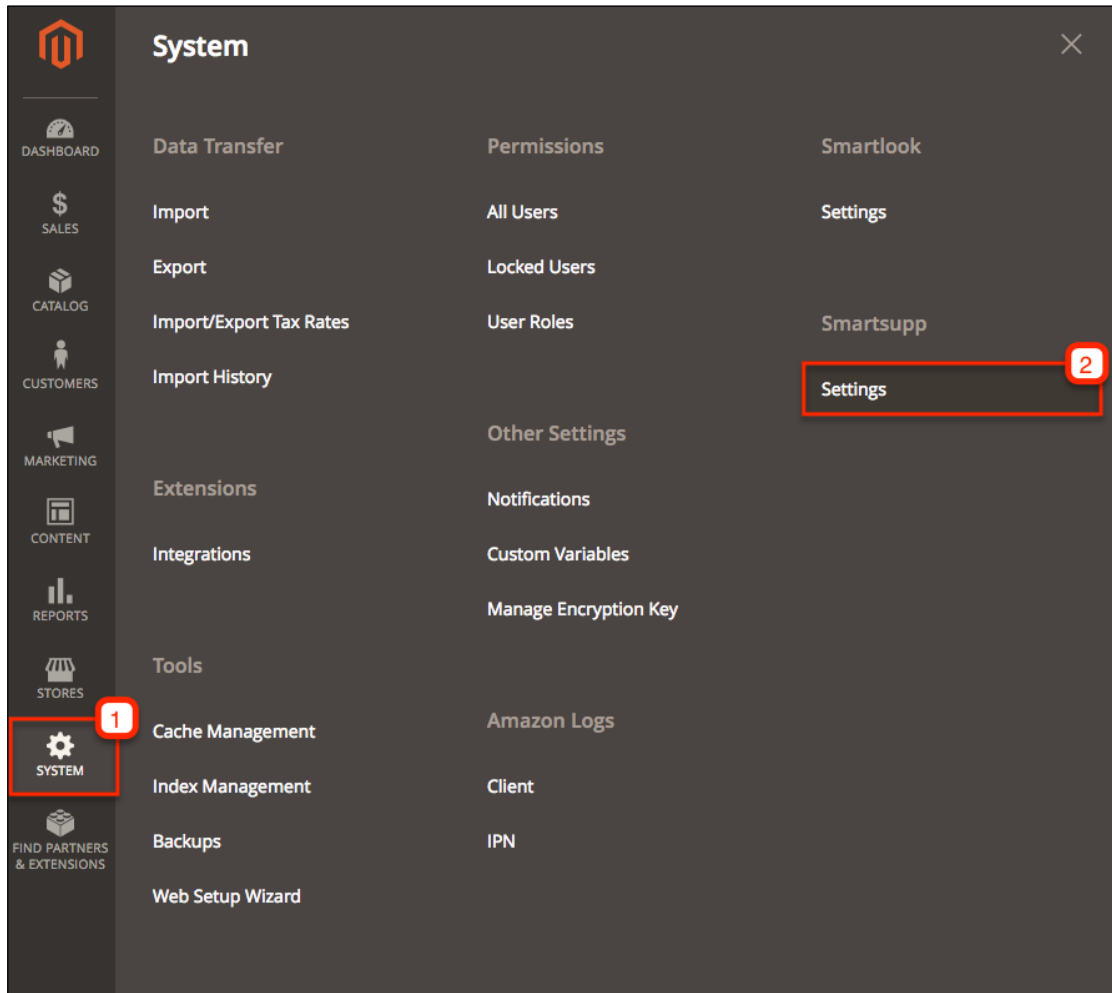 System
DASHBOARD
SALES
CATALOG
CUSTOMERS
MARKETING
CONTENT
REPORTS
STORES
1
SYSTEM
FIND PARTNERS
& EXTENSIONS
Data Transfer
Import
Export
Import/Export Tax Rates
Import History
Extensions
Integrations
Tools
Cache Management
Index Management
Backups
Web Setup Wizard
Permissions
All Users
Locked Users
User Roles
Other Settings
Notifications
Custom Variables
Manage Encryption Key
Amazon Logs
Client
IPN
Smartlook
Settings
Smartsupp
2
Settings